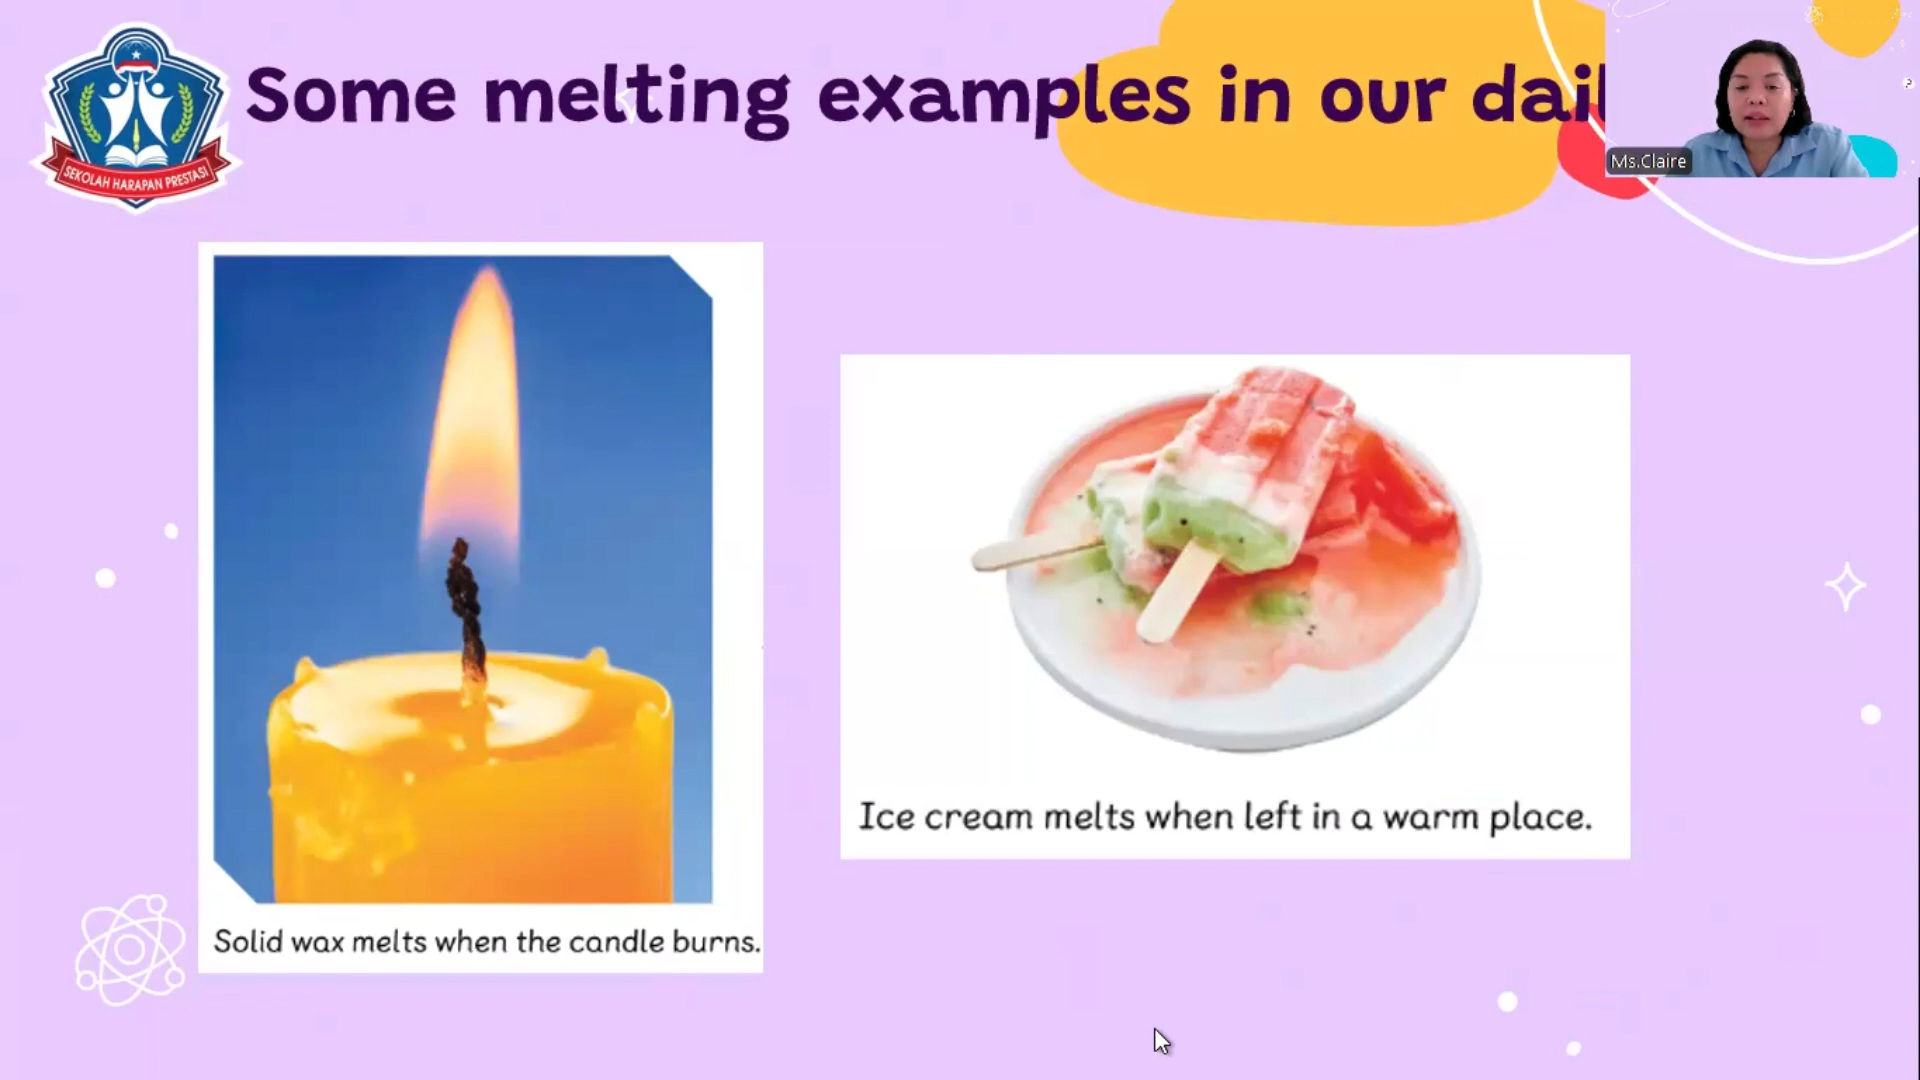 Some melting examples in our dail
SEKOLAH HARAPAN PRESTASI
Ms.Claire
Ice cream melts when left in a warm place.
Solid wax melts when the candle burns.